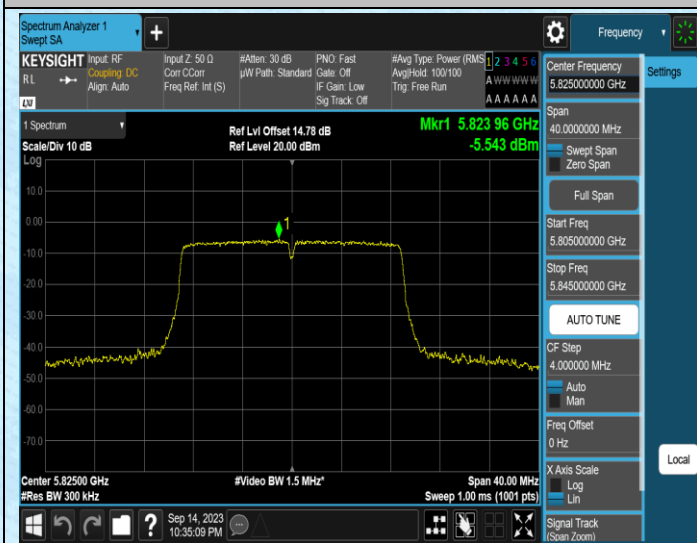 Spectrum Analyzer 1
Swept SA
Frequency
KEYSIGHT
RL
Input: RF
Coupling: DC
Align: Auto
Input Z: 50 Ω
Corr CCorr
Freq Ref: Int (S)
#Atten: 30 dB
µW Path: Standard
PNO: Fast
Gate: Off
IF Gain: Low
Sig Track: Off
#Avg Type: Power (RMS
Avg|Hold: 100/100
Trig: Free Run
1 2 3 4 5 6
A W W W W W
A A A A A A
LXI
1 Spectrum
Scale/Div 10 dB
Ref Lvl Offset 14.78 dB
Ref Level 20.00 dBm
Mkr1 5.823 96 GHz
-5.543 dBm
Log
10.0
0.00
-10.0
-20.0
-30.0
-40.0
-50.0
-60.0
-70.0
1
Center 5.82500 GHz
#Res BW 300 kHz
#Video BW 1.5 MHz*
Span 40.00 MHz
Sweep 1.00 ms (1001 pts)
Sep 14, 2023
10:35:09 PM
?
Center Frequency
5.825000000 GHz
Span
40.0000000 MHz
Swept Span
Zero Span
Full Span
Start Freq
5.805000000 GHz
Stop Freq
5.845000000 GHz
AUTO TUNE
CF Step
4.000000 MHz
Auto
Man
Freq Offset
0 Hz
X Axis Scale
Log
Lin
Signal Track
(Span Zoom)
Settings
Local